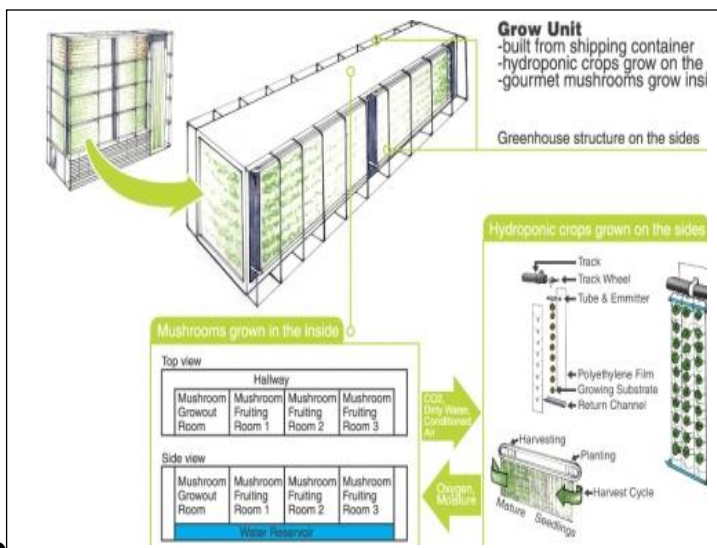 Grow Unit
-built from shipping container
-hydroponic crops grow on the
-gourmet mushrooms grow
Greenhouse structure on the sides
Hydroponic crops grown on the sides
Track
Track Wheel
Tube & Emmitter
Polyethylene Film
Growing Substrate
Return Channel
Harvesting
Planting
Harvest Cycle
Mature
Seedlings
Mushrooms grown in the inside
Top view
Hallway
Mushroom
Growout
Room
Mushroom
Fruiting
Room 1
Mushroom
Fruiting
Room 2
Mushroom
Fruiting
Room 3
Side view
Mushroom
Growout
Room
Mushroom
Fruiting
Room 1
Mushroom
Fruiting
Room 2
Mushroom
Fruiting
Room 3
Water Reservoir
CO2,
Dirty Water,
Conditioned
Air
Oxygen,
Moisture